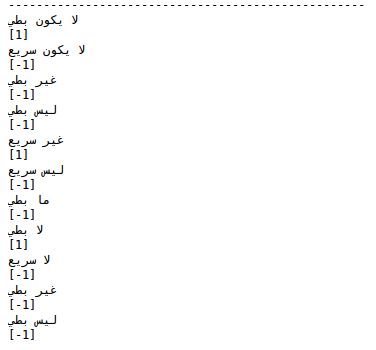 ----------------------------------------------------
لا يكون بطي
[1]
لا يكون سريع
[-1]
غير بطي
[-1]
ليس بطي
[-1]
غير سريع
[1]
ليس سريع
[-1]
ما بطي
[-1]
لا بطي
[1]
لا سريع
[-1]
غير بطي
[-1]
ليس بطي
[-1]